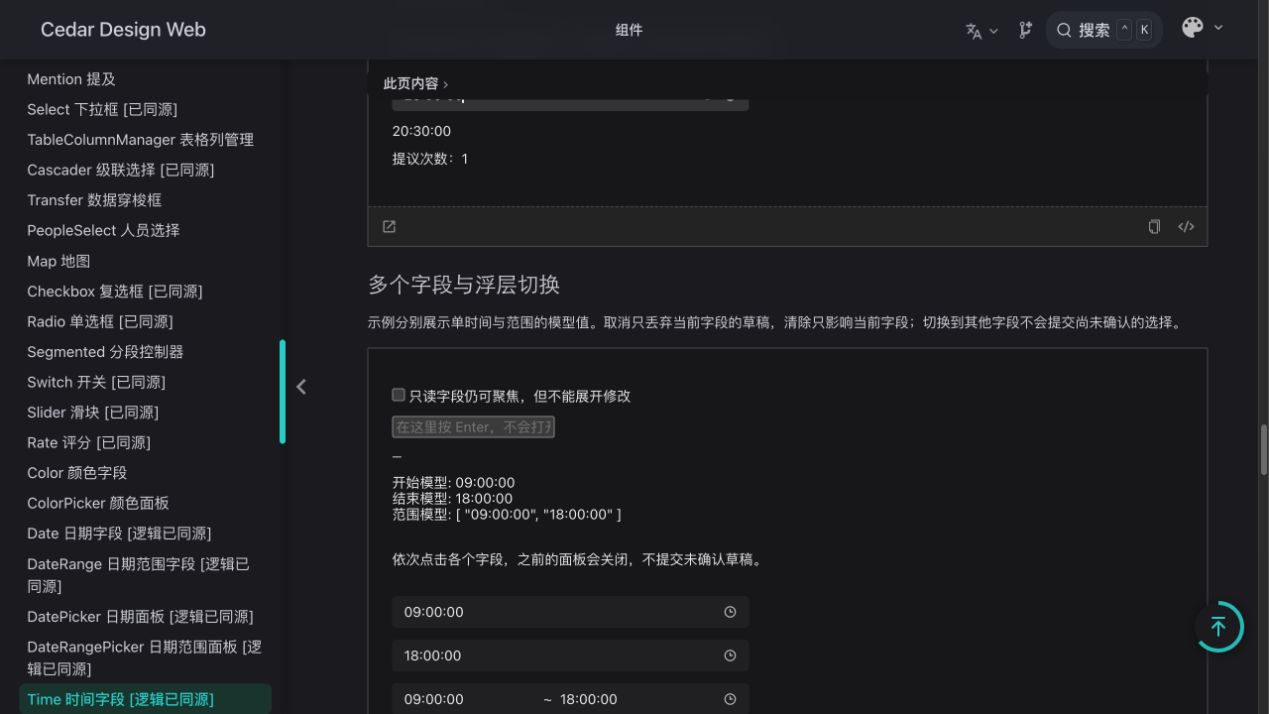 Cedar Design Web
组件
搜索 ^ K
Mention 提及
Select 下拉框 [已同源]
TableColumnManager 表格列管理
Cascader 级联选择 [已同源]
Transfer 数据穿梭框
PeopleSelect 人员选择
Map 地图
Checkbox 复选框 [已同源]
Radio 单选框 [已同源]
Segmented 分段控制器
Switch 开关 [已同源]
Slider 滑块 [已同源]
Rate 评分 [已同源]
Color 颜色字段
ColorPicker 颜色面板
Date 日期字段 [逻辑已同源]
DateRange 日期范围字段 [逻辑已
同源]
DatePicker 日期面板 [逻辑已同源]
DateRangePicker 日期范围面板 [逻
辑已同源]
Time 时间字段 [逻辑已同源]
此页内容 ›
20:30:00
提议次数：1
多个字段与浮层切换
示例分别展示单时间与范围的模型值。取消只丢弃当前字段的草稿，清除只影响当前字段；切换到其他字段不会提交尚未确认的选择。
只读字段仍可聚焦，但不能展开修改
在这里按 Enter，不会打开
—
开始模型: 09:00:00
结束模型: 18:00:00
范围模型: [ "09:00:00", "18:00:00" ]
依次点击各个字段，之前的面板会关闭，不提交未确认草稿。
09:00:00
18:00:00
09:00:00 ~ 18:00:00